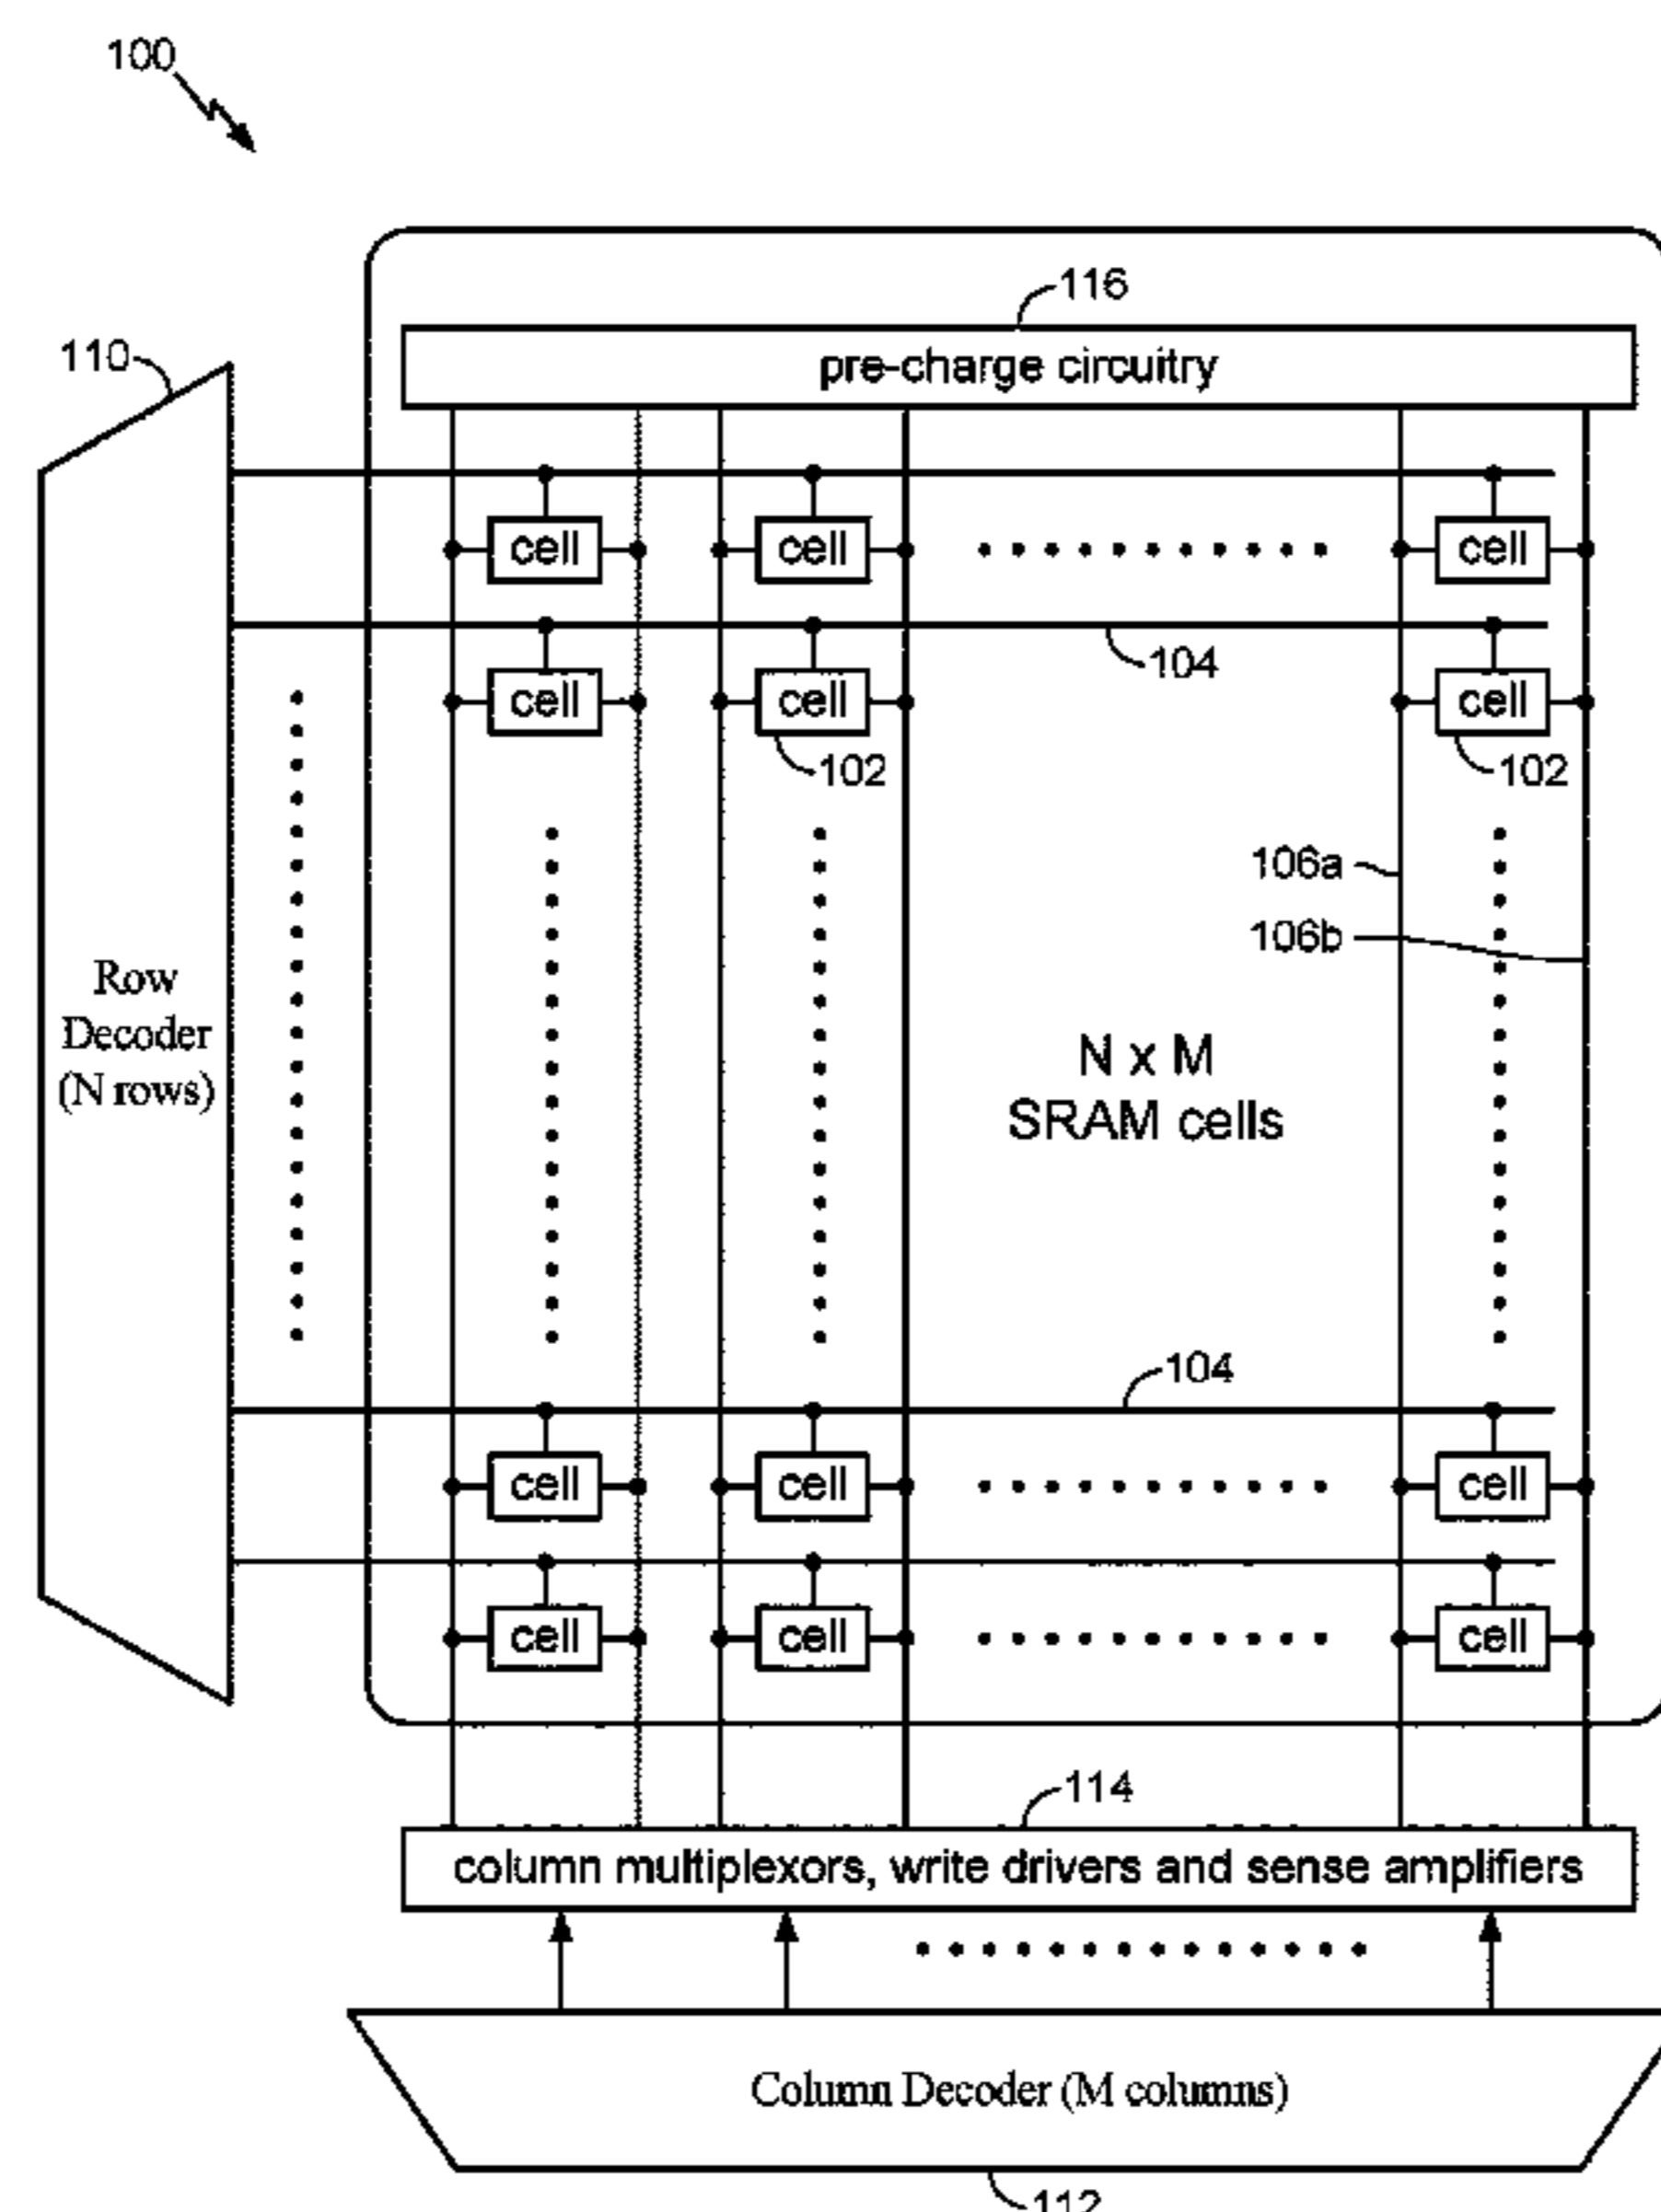 100
116
110
pre-charge circuitry
cell cell cell
104
cell cell cell
102 102
106a
106b
Row
Decoder
(N rows)
N x M
SRAM cells
104
cell cell cell
cell cell cell
114
column multiplexors, write drivers and sense amplifiers
Column Decoder (M columns)
112